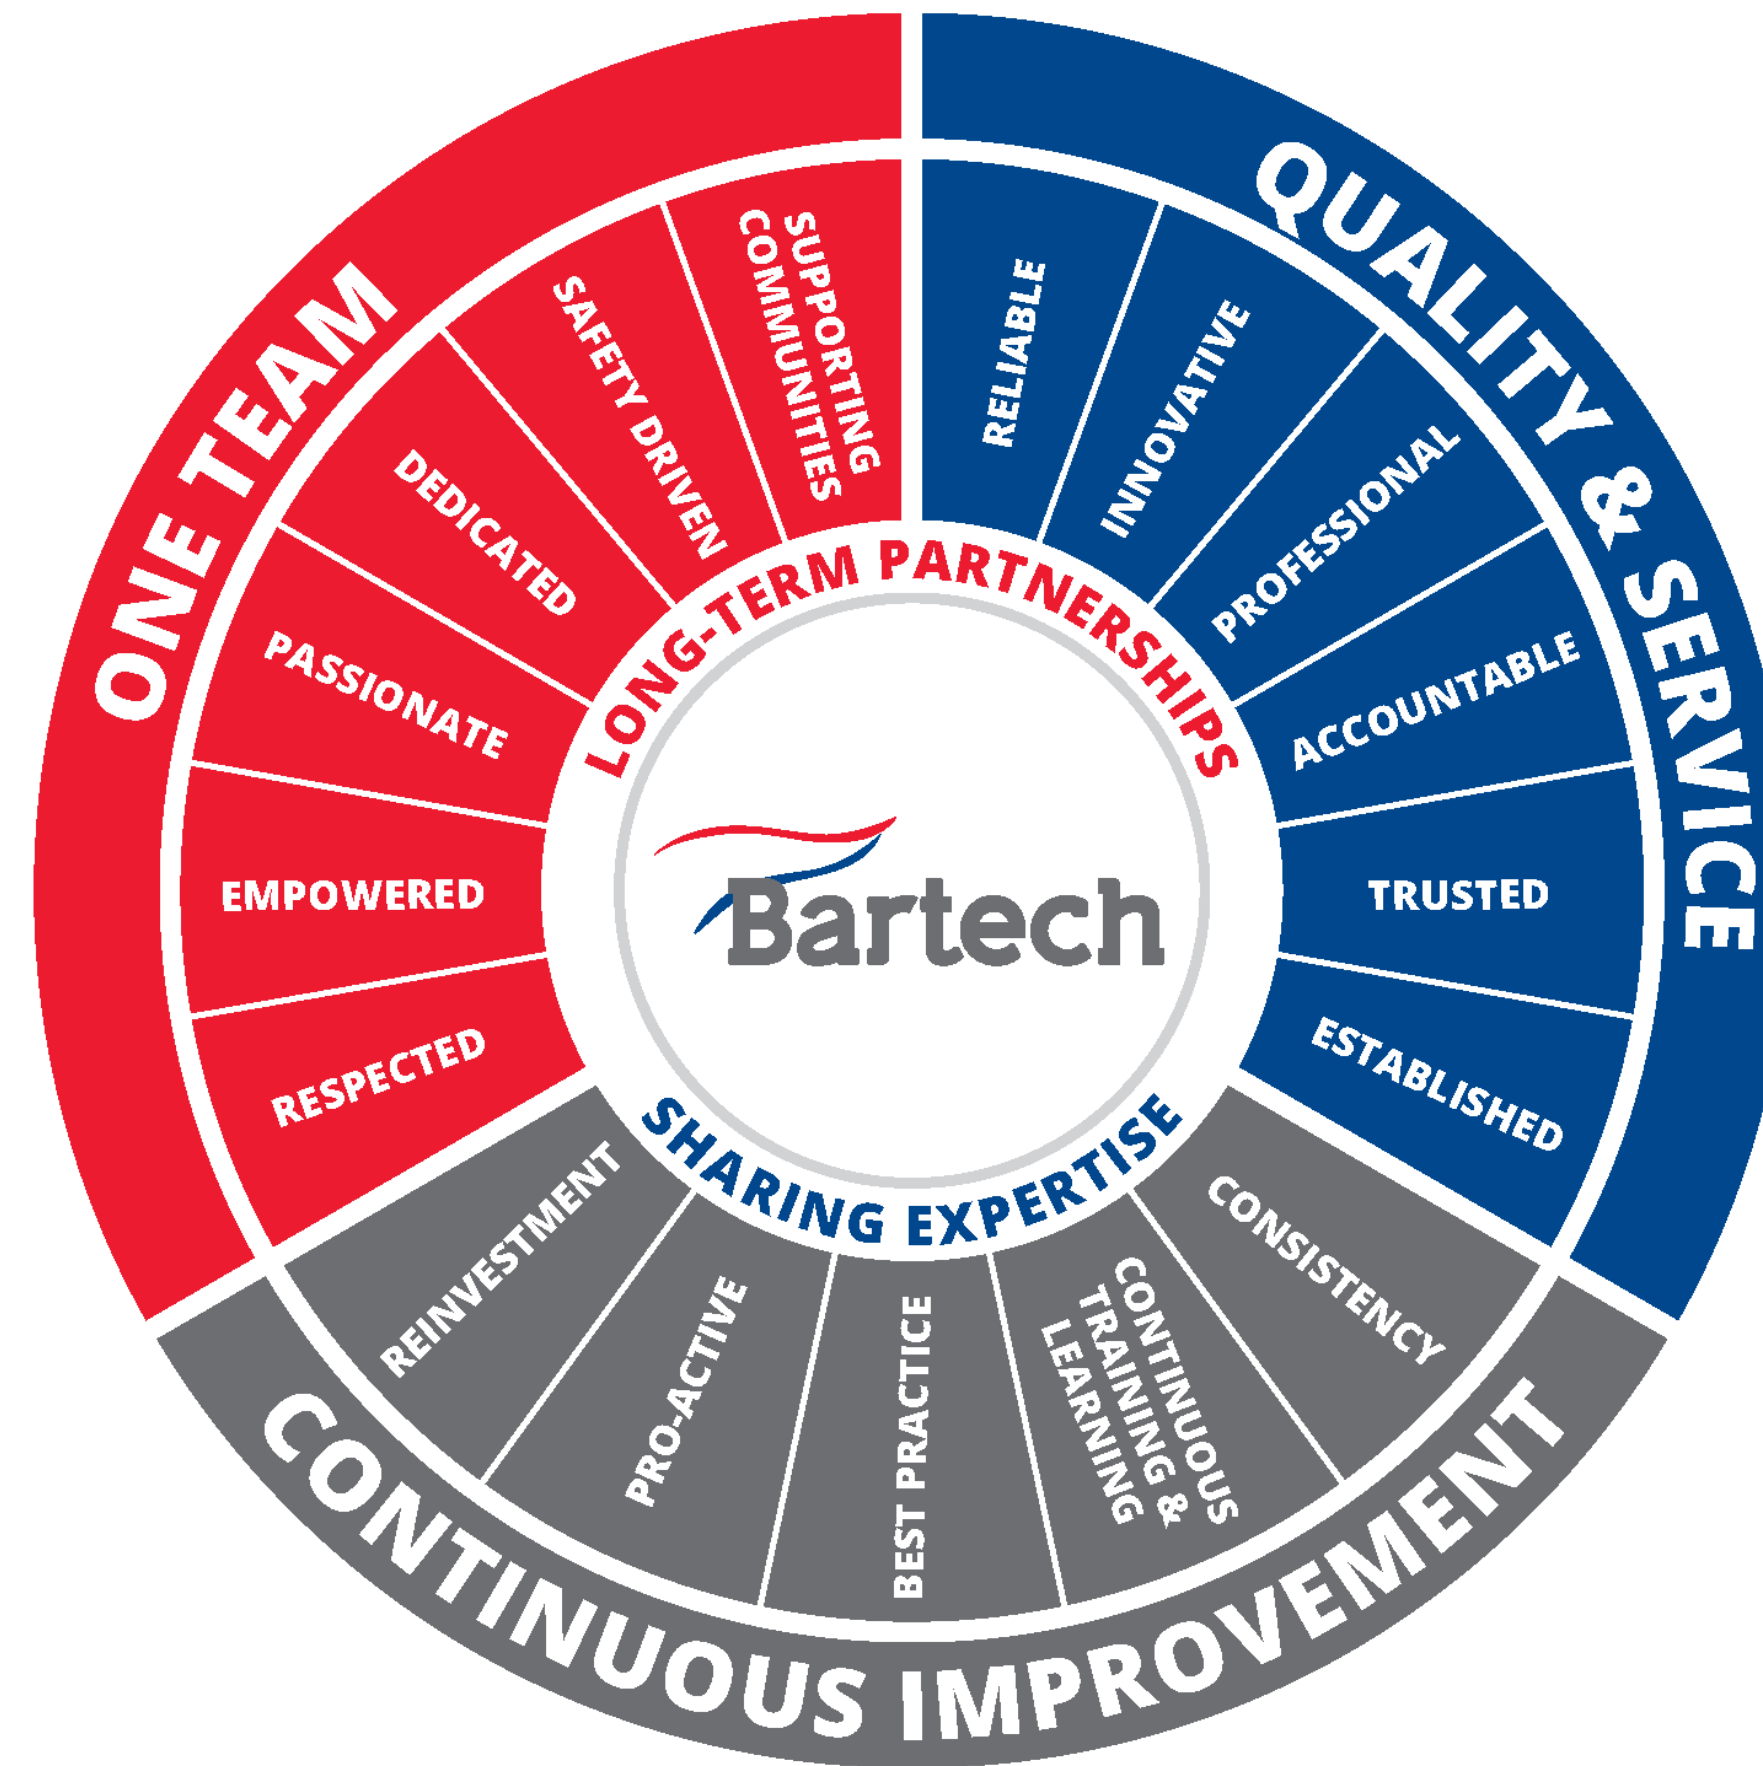 ONE TEAM
QUALITY & SERVICE
CONTINUOUS IMPROVEMENT
RESPECTED
EMPOWERED
PASSIONATE
DEDICATED
SAFETY DRIVEN
SUPPORTING
COMMUNITIES
RELIABLE
INNOVATIVE
PROFESSIONAL
ACCOUNTABLE
TRUSTED
ESTABLISHED
CONSISTENCY
CONTINUOUS
TRAINING &
LEARNING
BEST PRACTICE
PRO-ACTIVE
REINVESTMENT
LONG-TERM PARTNERSHIPS
Bartech
SHARING EXPERTISE